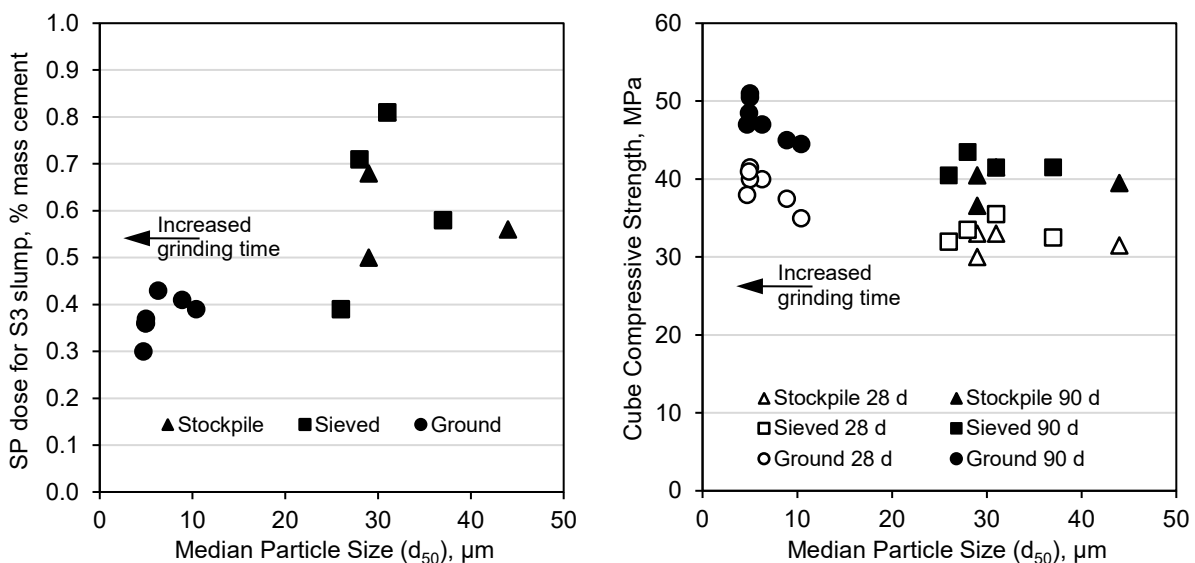 SP dose for S3 slump, % mass cement
1.0
0.9
0.8
0.7
0.6
0.5
0.4
0.3
0.2
0.1
0.0
Increased
grinding time
Stockpile Sieved Ground
0 10 20 30 40 50
Median Particle Size (d50), µm
Cube Compressive Strength, MPa
60
50
40
30
20
10
0
Increased
grinding time
Stockpile 28 d Stockpile 90 d
Sieved 28 d Sieved 90 d
Ground 28 d Ground 90 d
0 10 20 30 40 50
Median Particle Size (d50), µm